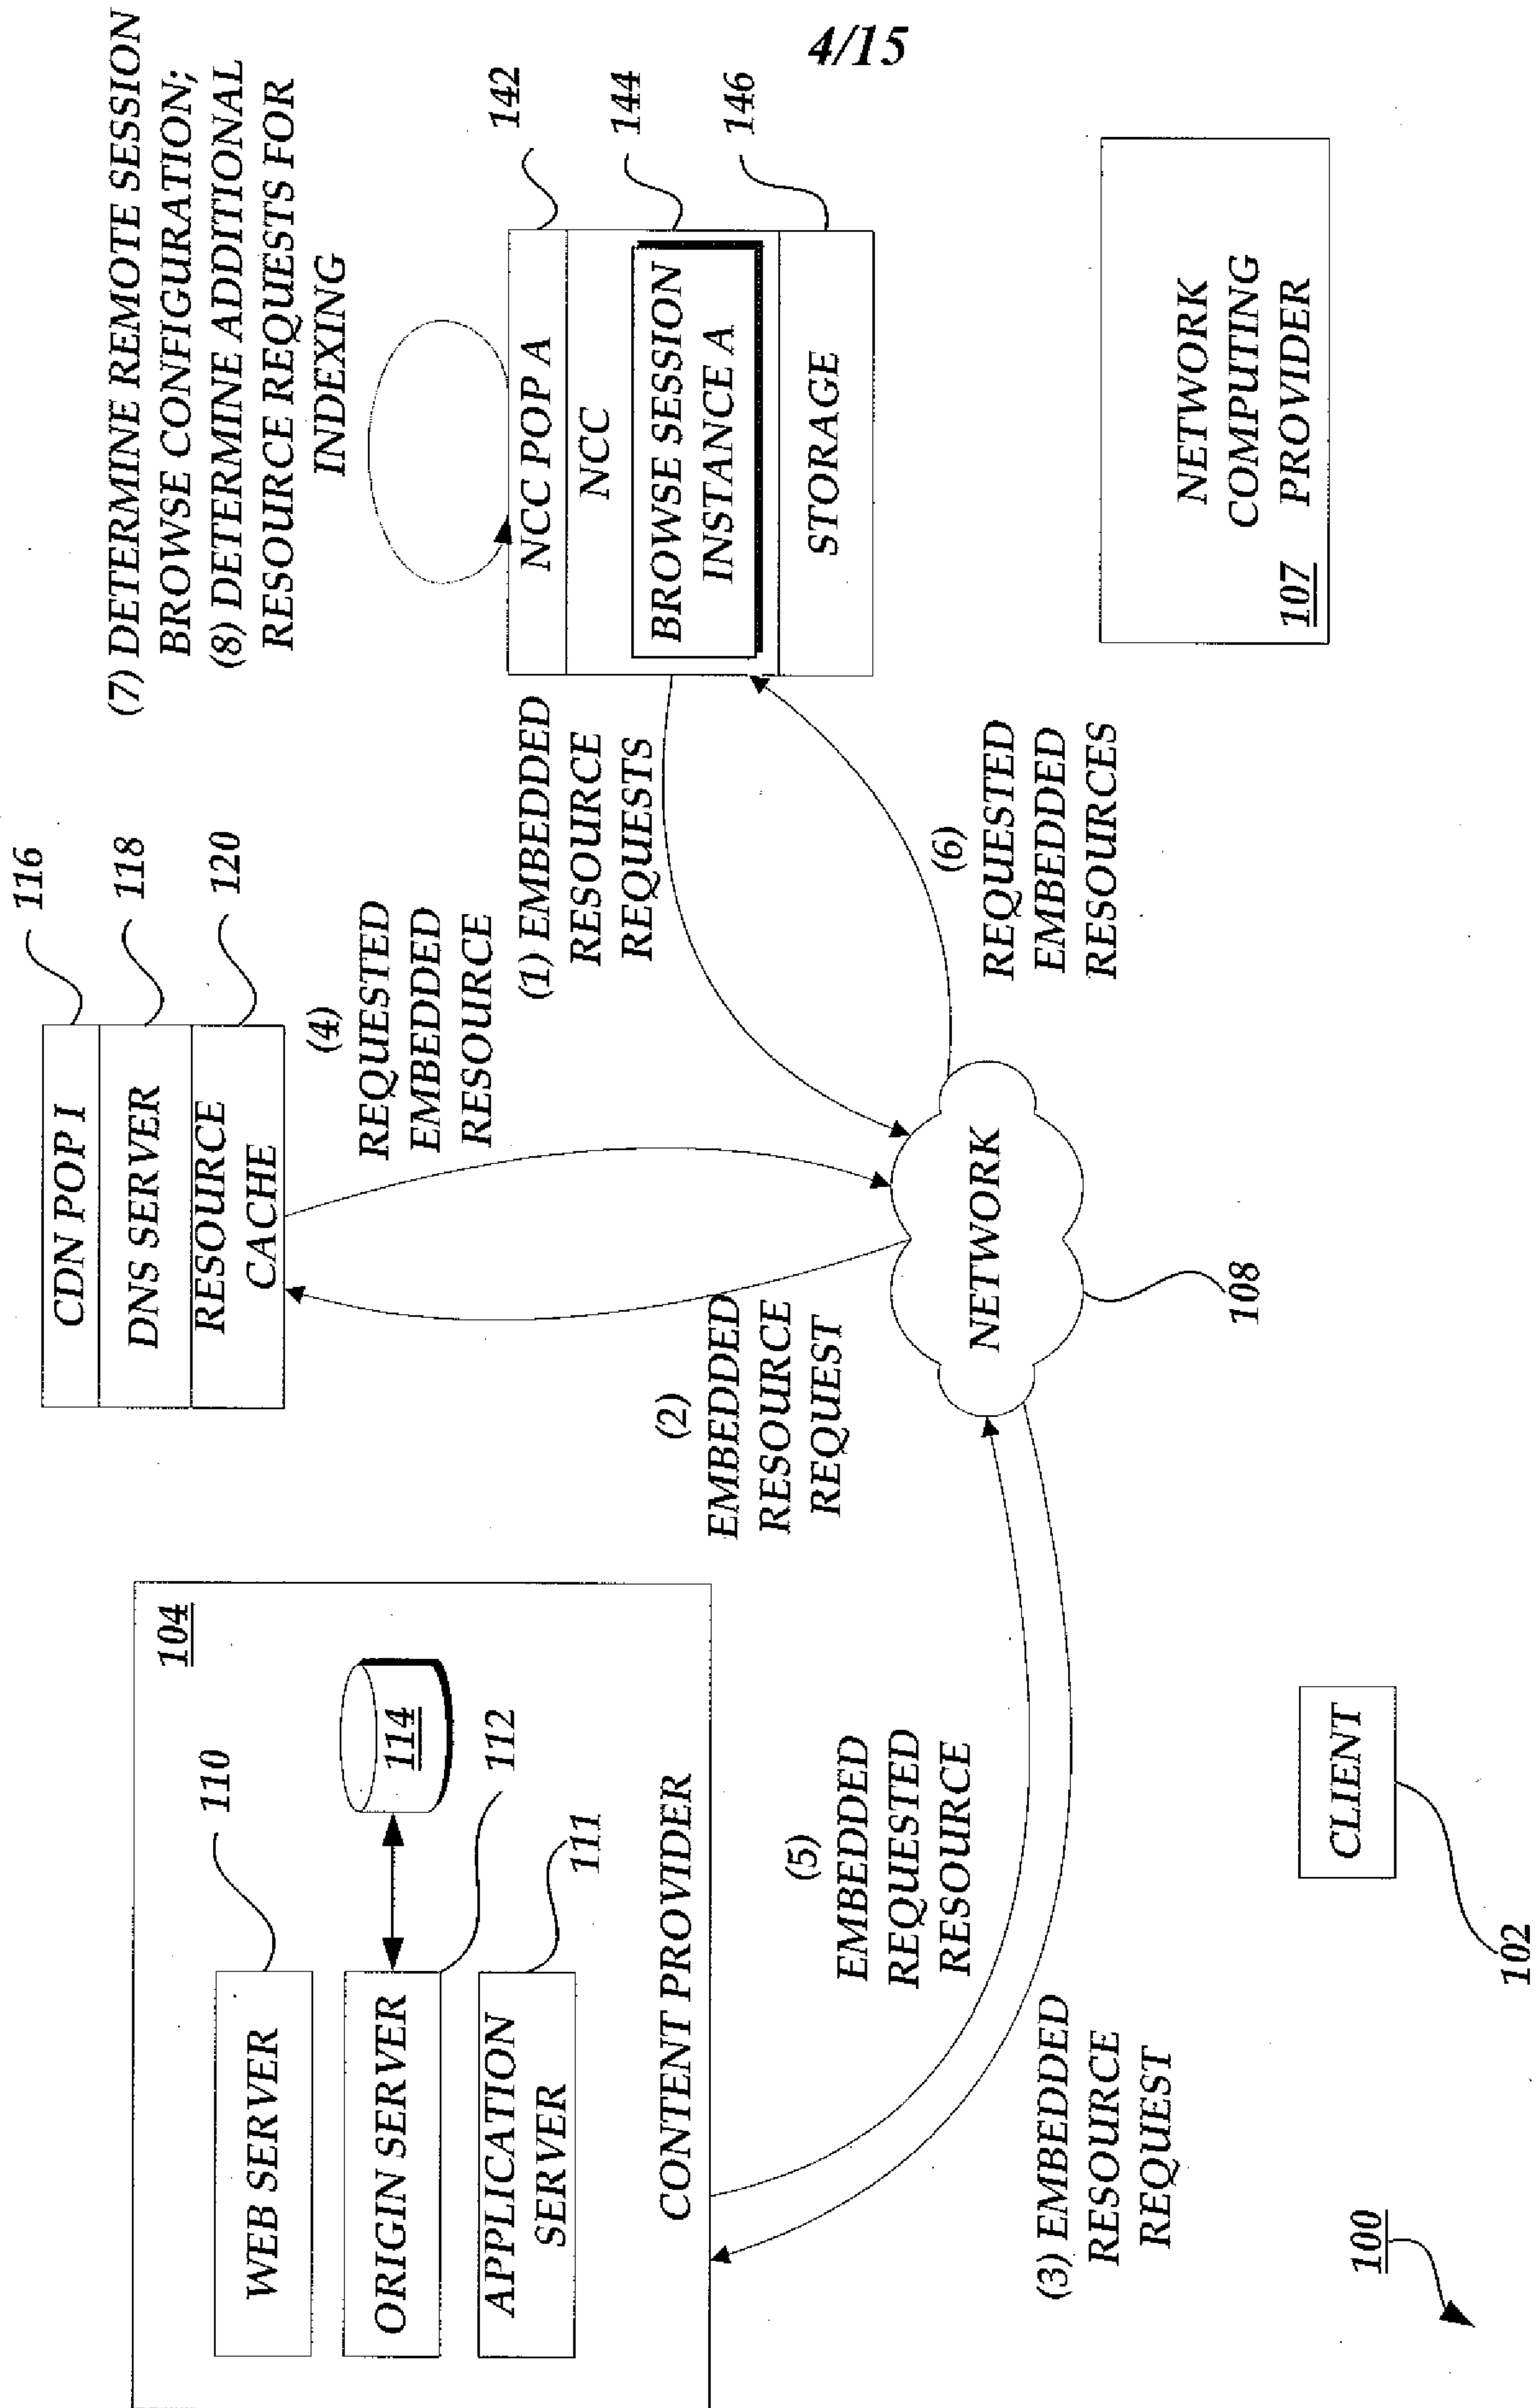 4/15
(7) DETERMINE REMOTE SESSION
BROWSE CONFIGURATION;
(8) DETERMINE ADDITIONAL
RESOURCE REQUESTS FOR
INDEXING
116
118
120
CDN POP I
DNS SERVER
RESOURCE
CACHE
104
110
WEB SERVER
114
112
ORIGIN SERVER
111
APPLICATION
SERVER
CONTENT PROVIDER
(4)
REQUESTED
EMBEDDED
RESOURCE
(1) EMBEDDED
RESOURCE
REQUESTS
142
144
146
NCC POP A
NCC
BROWSE SESSION
INSTANCE A
STORAGE
(2)
EMBEDDED
RESOURCE
REQUEST
(6)
REQUESTED
EMBEDDED
RESOURCES
(5)
EMBEDDED
REQUESTED
RESOURCE
NETWORK
108
(3) EMBEDDED
RESOURCE
REQUEST
NETWORK
COMPUTING
PROVIDER
107
CLIENT
102
100